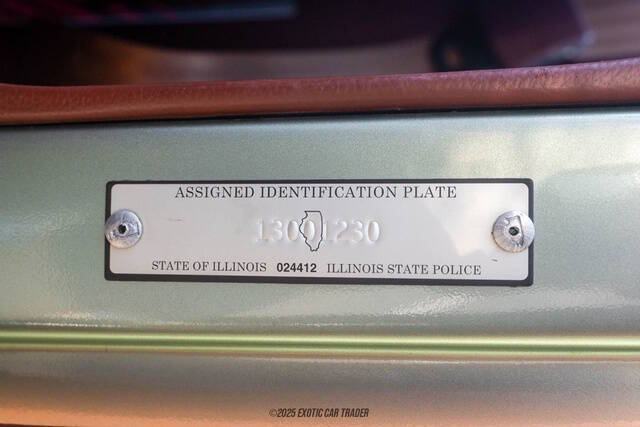 ASSIGNED IDENTIFICATION PLATE
13001230
STATE OF ILLINOIS 024412 ILLINOIS STATE POLICE
©2025 EXOTIC CAR TRADER